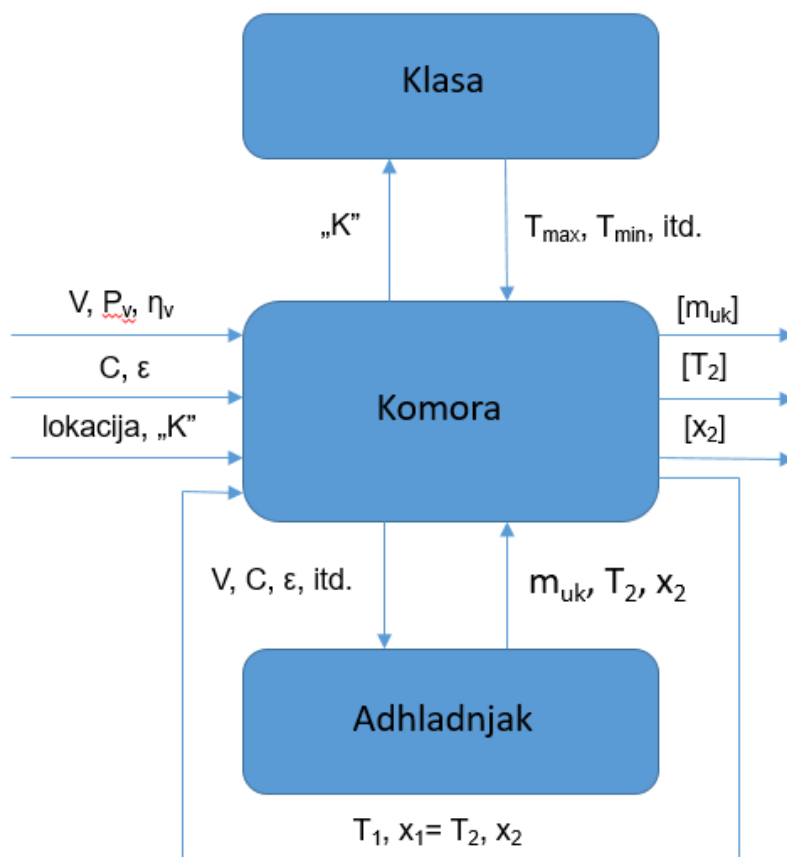 Klasa
„K”
Tmax, Tmin, itd.
V, Pv, ηv
C, ε
lokacija, „K”
Komora
[muk]
[T2]
[x2]
V, C, ε, itd.
muk, T2, x2
Adhladnjak
T1, x1= T2, x2